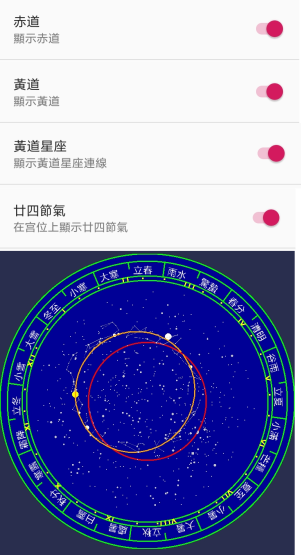 赤道
顯示赤道
黃道
顯示黃道
黃道星座
顯示黃道星座連線
廿四節氣
在宮位上顯示廿四節氣
立春
雨水
驚蟄
春分
清明
谷雨
立夏
小滿
芒種
夏至
小暑
大暑
立秋
處暑
白露
秋分
寒露
霜降
立冬
小雪
大雪
冬至
小寒
大寒